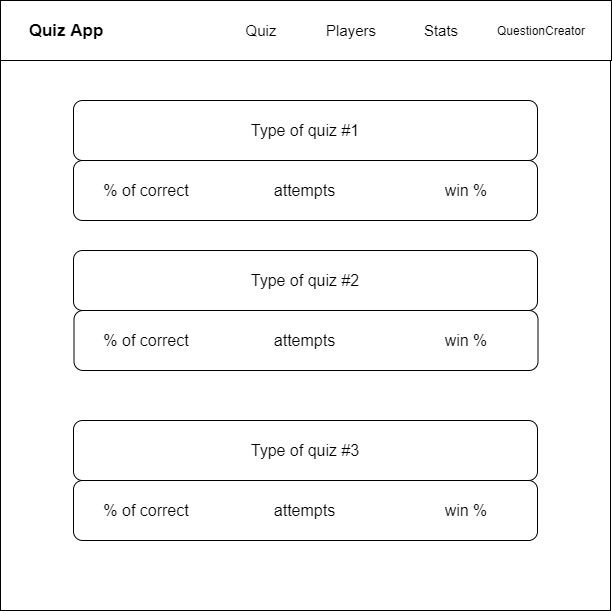 Quiz App Quiz Players Stats QuestionCreator
Type of quiz #1
% of correct attempts win %
Type of quiz #2
% of correct attempts win %
Type of quiz #3
% of correct attempts win %